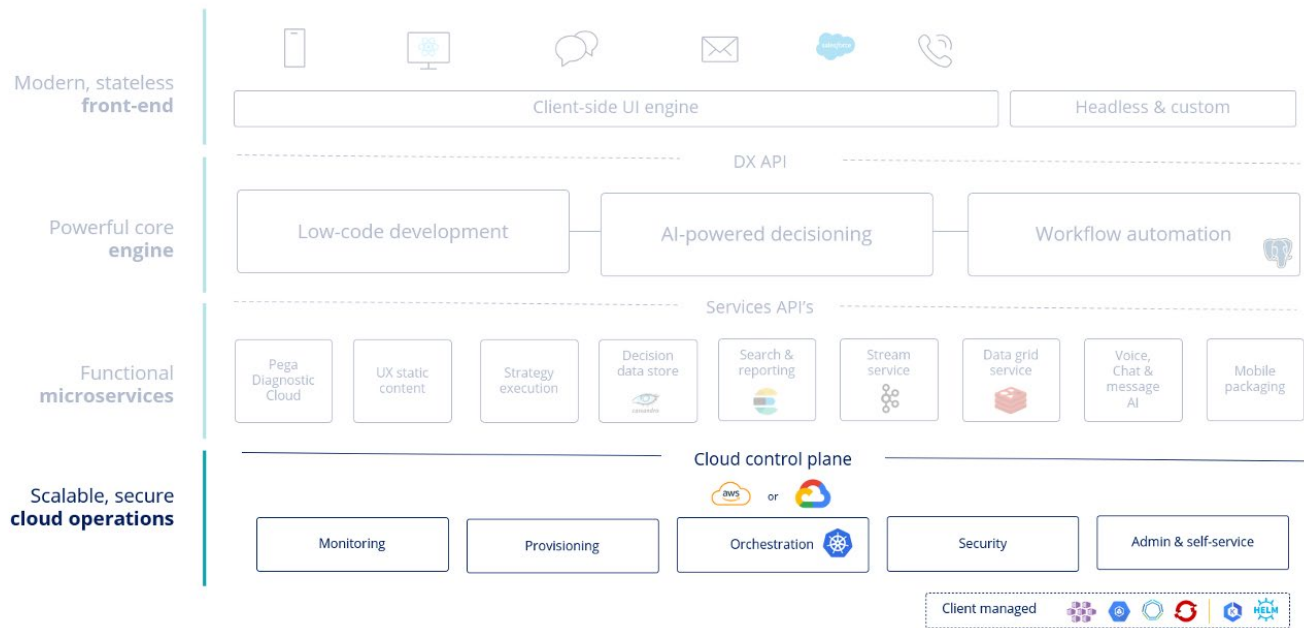 salesforce
Modern, stateless
front-end
Client-side UI engine
Headless & custom
DX API
Powerful core
engine
Low-code development
AI-powered decisioning
Workflow automation
Services API's
Functional
microservices
Pega
Diagnostic
Cloud
UX static
content
Strategy
execution
Decision
data store
cassandra
Search &
reporting
Stream
service
Data grid
service
Voice,
Chat &
message
AI
Mobile
packaging
Cloud control plane
Scalable, secure
cloud operations
aws
or
Monitoring
Provisioning
Orchestration
Security
Admin & self-service
Client managed
HELM